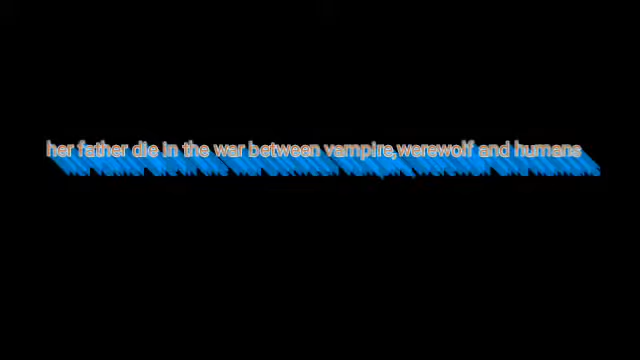 her father die in the war between vampire,werewolf and humans